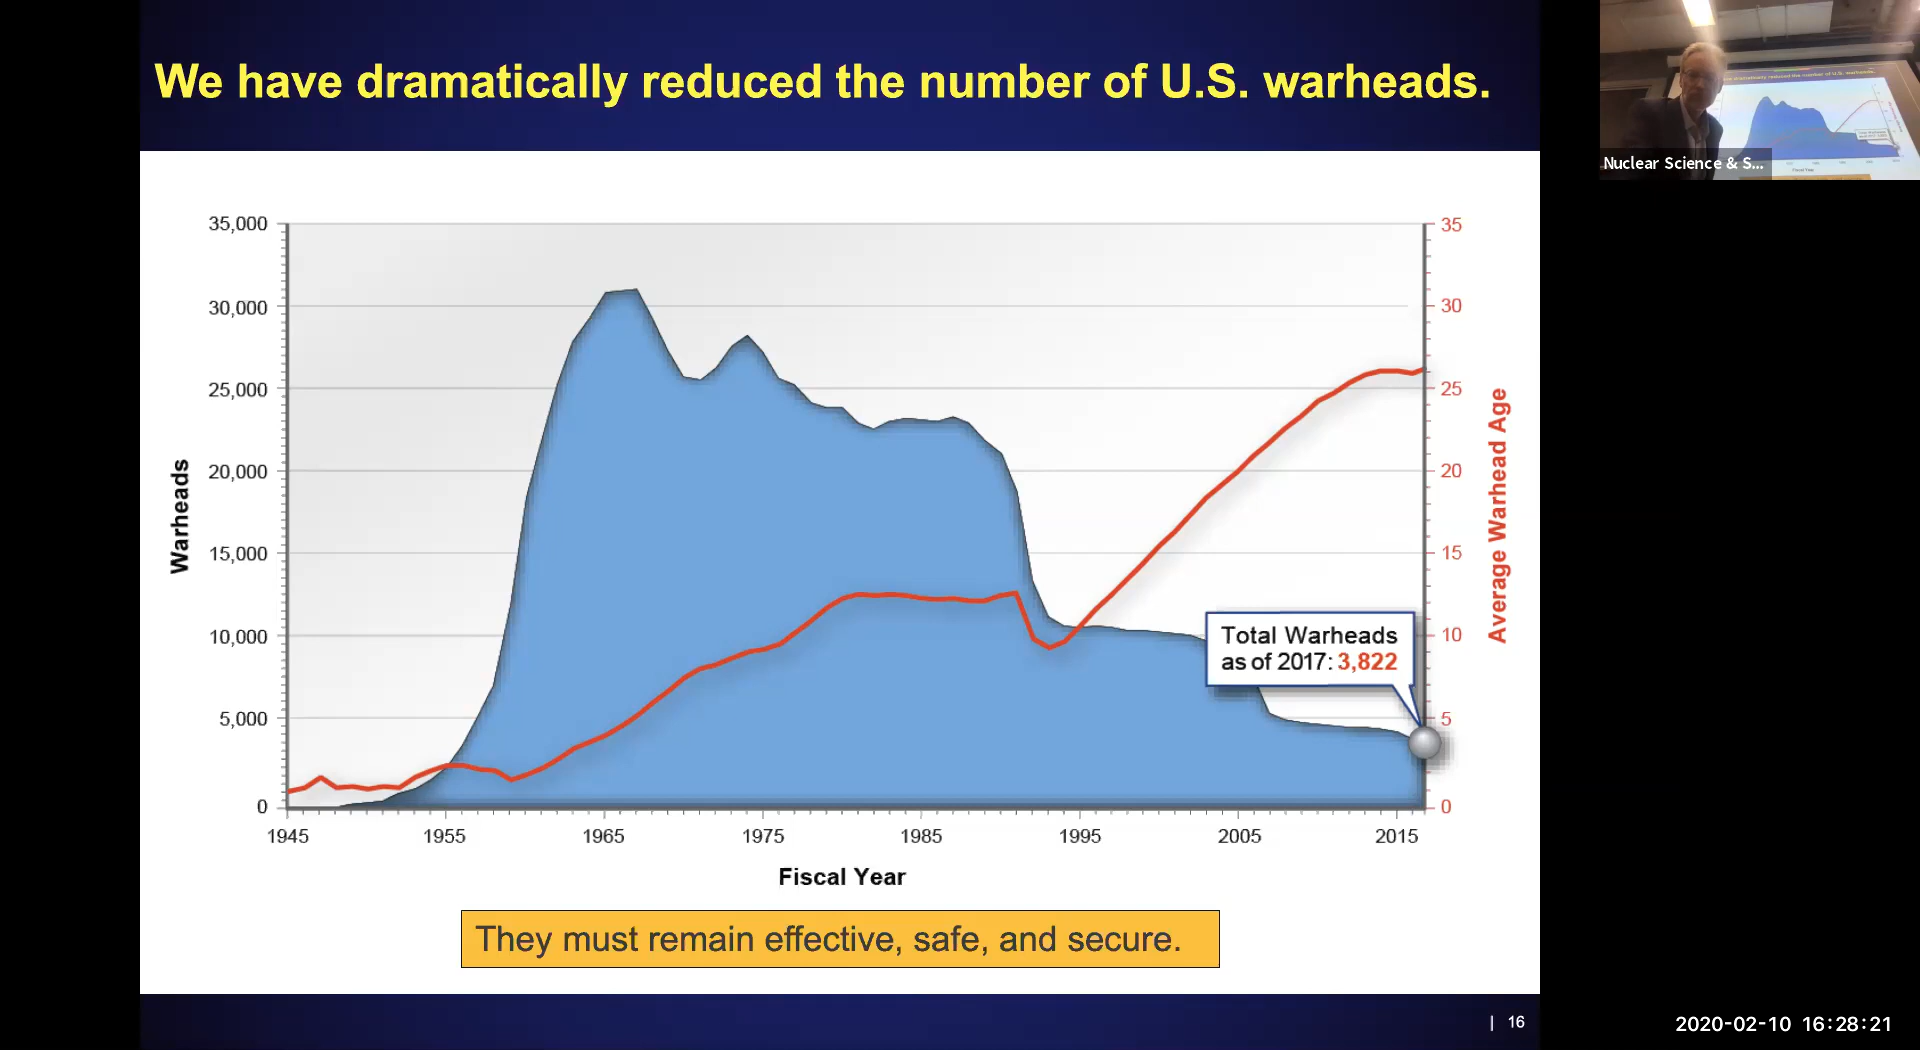 We have dramatically reduced the number of U.S. warheads.
Nuclear Science & S...
35,000
30,000
25,000
20,000
15,000
10,000
5,000
0
Warheads
35
30
25
20
15
10
5
0
Average Warhead Age
Total Warheads
as of 2017: 3,822
1945 1955 1965 1975 1985 1995 2005 2015
Fiscal Year
They must remain effective, safe, and secure.
| 16
2020-02-10 16:28:21